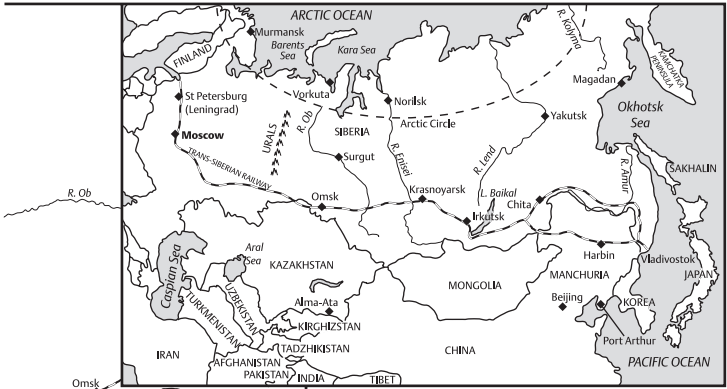 ARCTIC OCEAN
Murmansk
Barents
Sea
Kara Sea
R. Kolyma
FINLAND
KAMCHATKA
PENINSULA
Magadan
Vorkuta
St Petersburg
(Leningrad)
Norilsk
Okhotsk
Sea
Yakutsk
Arctic Circle
R. Ob
URALS
SIBERIA
Moscow
TRANS-SIBERIAN RAILWAY
Surgut
R. Enisei
R. Lend
R. Amur
SAKHALIN
R. Ob
Krasnoyarsk
L. Baikal
Omsk
Chita
Irkutsk
Aral
Sea
Caspian Sea
KAZAKHSTAN
Harbin
Vladivostok
MONGOLIA
MANCHURIA
JAPAN
UZBEKISTAN
Alma-Ata
Beijing
KOREA
TURKMENISTAN
KIRGHIZSTAN
Port Arthur
TADZHIKISTAN
CHINA
IRAN
AFGHANISTAN
PACIFIC OCEAN
PAKISTAN
INDIA
TIBET
Omsk